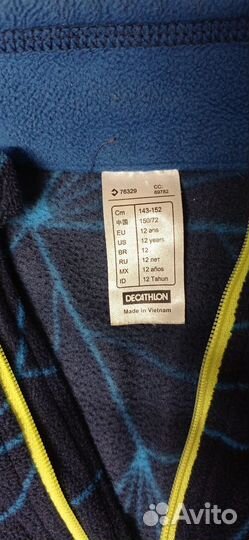 76329 CC: 69782
Cm 143-152
中国 150/72
EU 12 ans
US 12 years
BR 12
RU 12 лет
MX 12 años
ID 12 Tahun
DECATHLON
Made in Vietnam
Avito